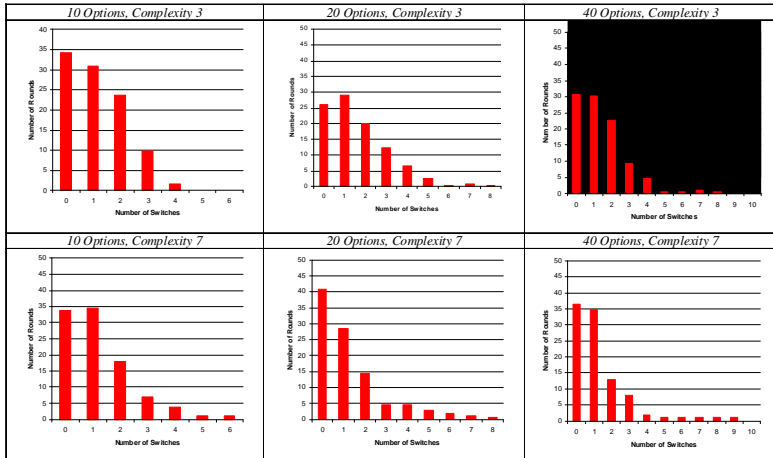 10 Options, Complexity 3
20 Options, Complexity 3
40 Options, Complexity 3
Number of Rounds
40
35
30
25
20
15
10
5
0
0 1 2 3 4 5 6
Number of Switches
Number of Rounds
50
45
40
35
30
25
20
15
10
5
0
0 1 2 3 4 5 6 7 8
Number of Switches
Number of Rounds
50
45
40
35
30
25
20
15
10
5
0
0 1 2 3 4 5 6 7 8 9 10
Number of Switches
10 Options, Complexity 7
20 Options, Complexity 7
40 Options, Complexity 7
Number of Rounds
50
45
40
35
30
25
20
15
10
5
0
0 1 2 3 4 5 6
Number of Switches
Number of Rounds
50
45
40
35
30
25
20
15
10
5
0
0 1 2 3 4 5 6 7 8
Number of Switches
Number of Rounds
50
45
40
35
30
25
20
15
10
5
0
0 1 2 3 4 5 6 7 8 9 10
Number of Switches